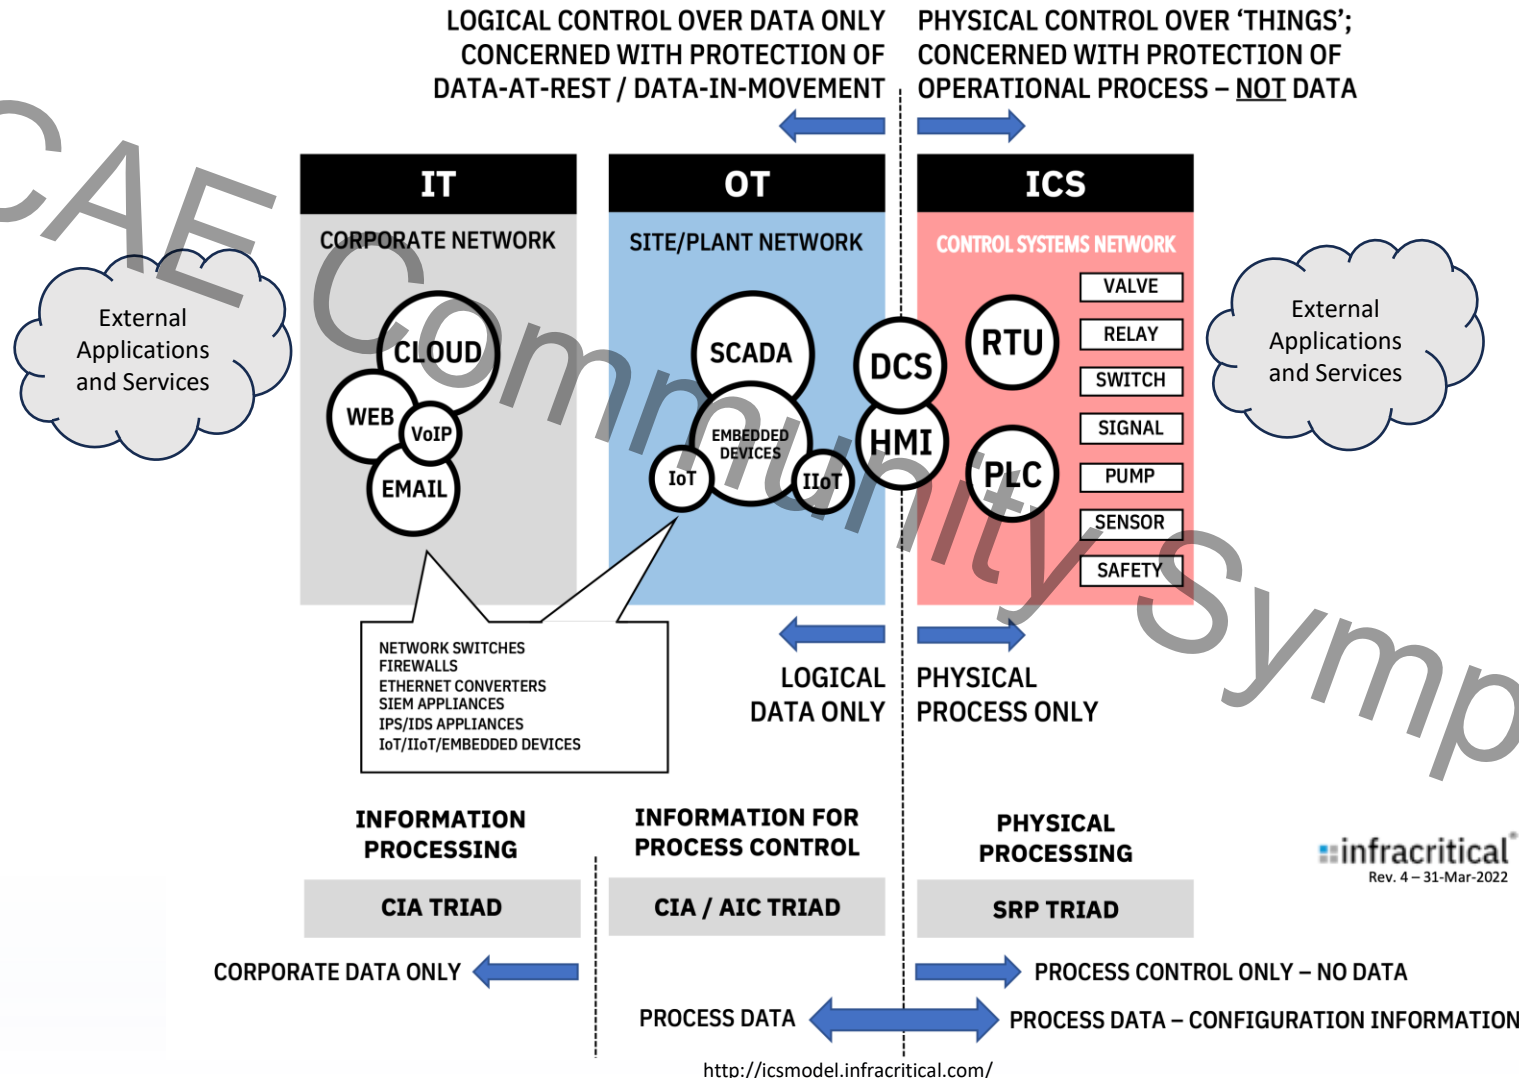 LOGICAL CONTROL OVER DATA ONLY
CONCERNED WITH PROTECTION OF
DATA-AT-REST / DATA-IN-MOVEMENT
PHYSICAL CONTROL OVER ‘THINGS’;
CONCERNED WITH PROTECTION OF
OPERATIONAL PROCESS – NOT DATA
IT
CORPORATE NETWORK
OT
SITE/PLANT NETWORK
ICS
CONTROL SYSTEMS NETWORK
External
Applications
and Services
CLOUD
WEB
VoIP
EMAIL
SCADA
EMBEDDED
DEVICES
IoT
IIoT
DCS
HMI
RTU
PLC
VALVE
RELAY
SWITCH
SIGNAL
PUMP
SENSOR
SAFETY
External
Applications
and Services
NETWORK SWITCHES
FIREWALLS
ETHERNET CONVERTERS
SIEM APPLIANCES
IPS/IDS APPLIANCES
IoT/IIoT/EMBEDDED DEVICES
LOGICAL
DATA ONLY
PHYSICAL
PROCESS ONLY
INFORMATION
PROCESSING
INFORMATION FOR
PROCESS CONTROL
PHYSICAL
PROCESSING
infracritical®
Rev. 4 – 31-Mar-2022
CIA TRIAD
CIA / AIC TRIAD
SRP TRIAD
CORPORATE DATA ONLY
PROCESS CONTROL ONLY – NO DATA
PROCESS DATA
PROCESS DATA – CONFIGURATION INFORMATION
http://icsmodel.infracritical.com/
CAE Community Symp